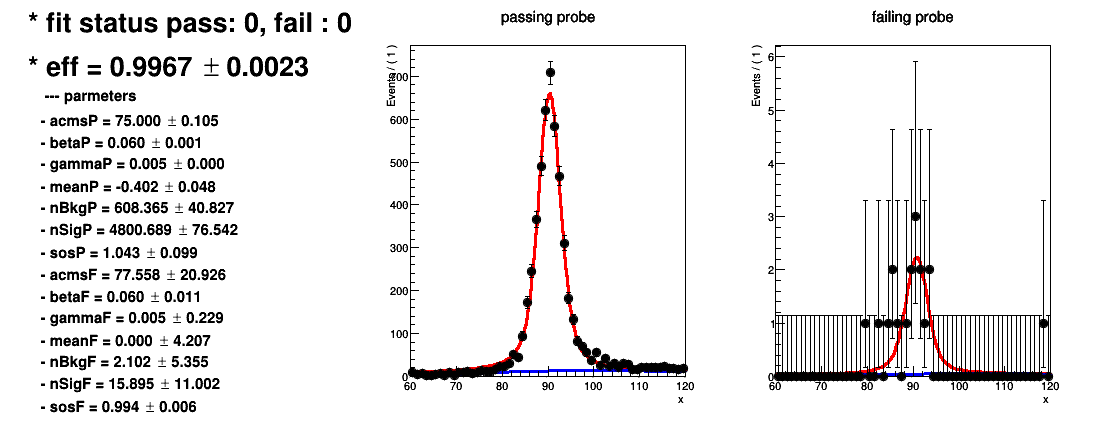 * fit status pass: 0, fail : 0
* eff = 0.9967 ± 0.0023
--- parmeters
- acmsP = 75.000 ± 0.105
- betaP = 0.060 ± 0.001
- gammaP = 0.005 ± 0.000
- meanP = -0.402 ± 0.048
- nBkgP = 608.365 ± 40.827
- nSigP = 4800.689 ± 76.542
- sosP = 1.043 ± 0.099
- acmsF = 77.558 ± 20.926
- betaF = 0.060 ± 0.011
- gammaF = 0.005 ± 0.229
- meanF = 0.000 ± 4.207
- nBkgF = 2.102 ± 5.355
- nSigF = 15.895 ± 11.002
- sosF = 0.994 ± 0.006
passing probe
Events / ( 1 )
700
600
500
400
300
200
100
0
60 70 80 90 100 110 120
x
failing probe
Events / ( 1 )
6
5
4
3
2
1
0
60 70 80 90 100 110 120
x